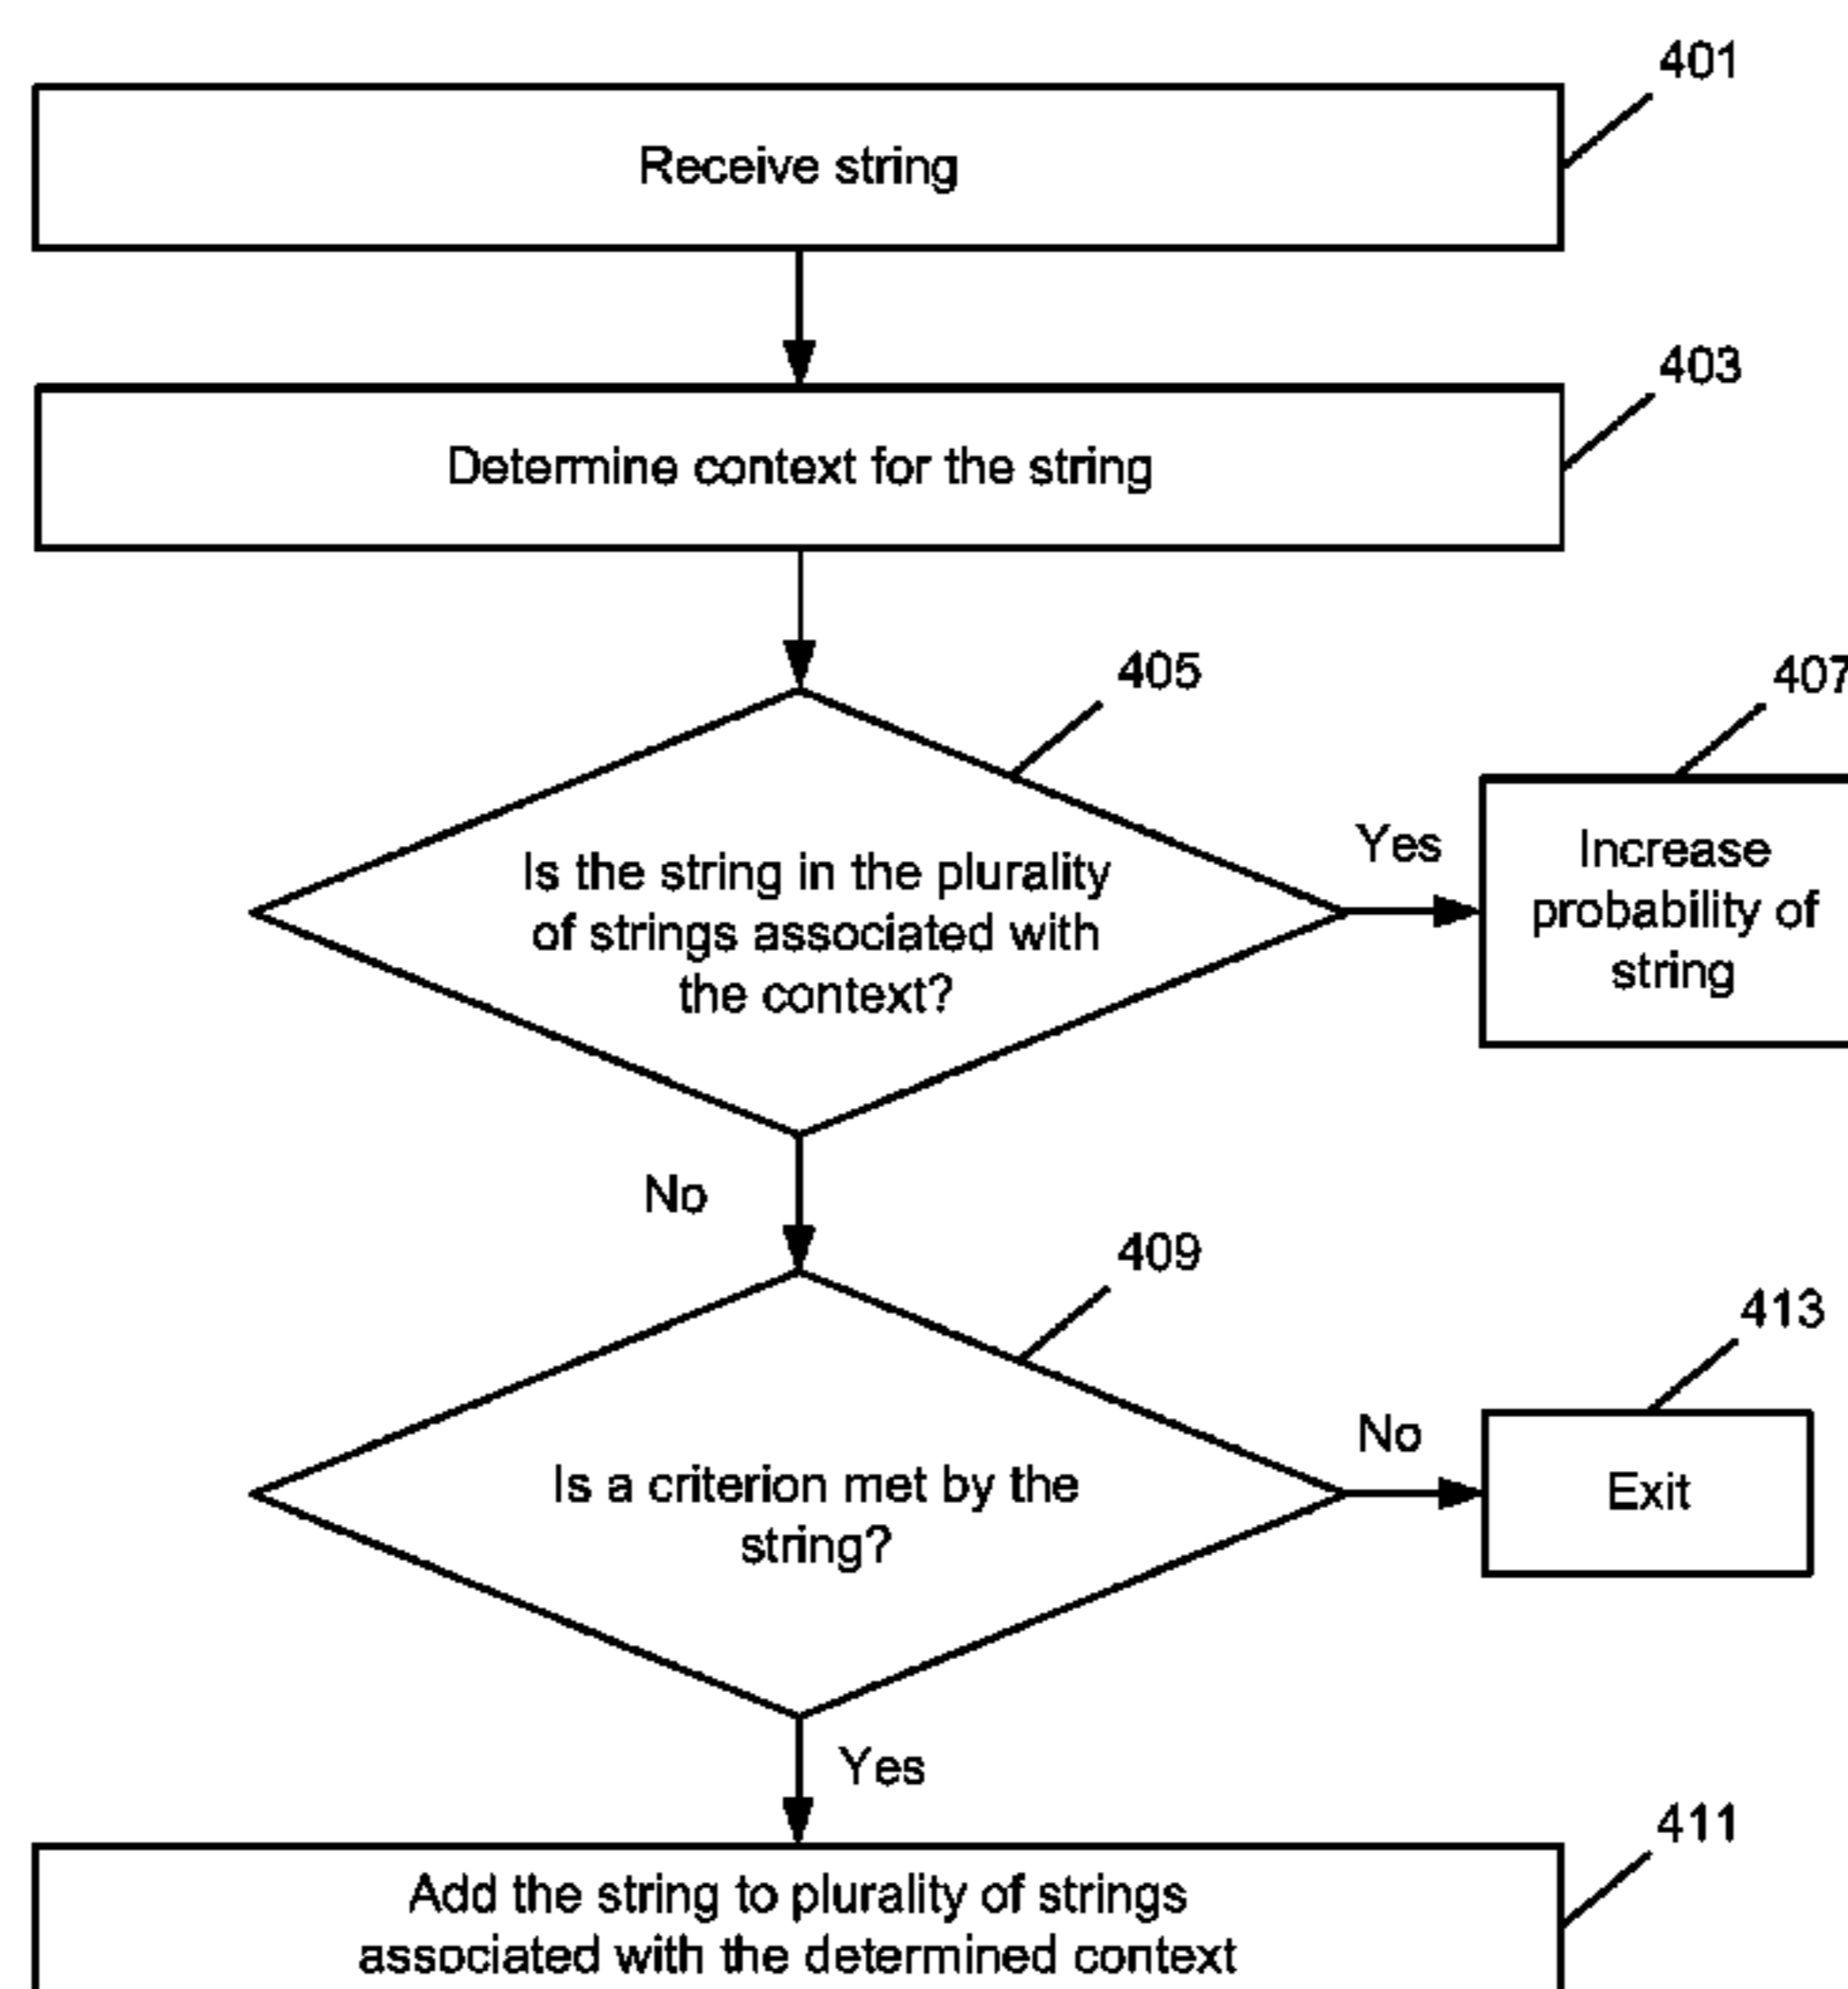 401
Receive string
403
Determine context for the string
405
407
Is the string in the plurality
of strings associated with
the context?
Yes
Increase
probability of
string
No
409
413
Is a criterion met by the
string?
No
Exit
Yes
411
Add the string to plurality of strings
associated with the determined context